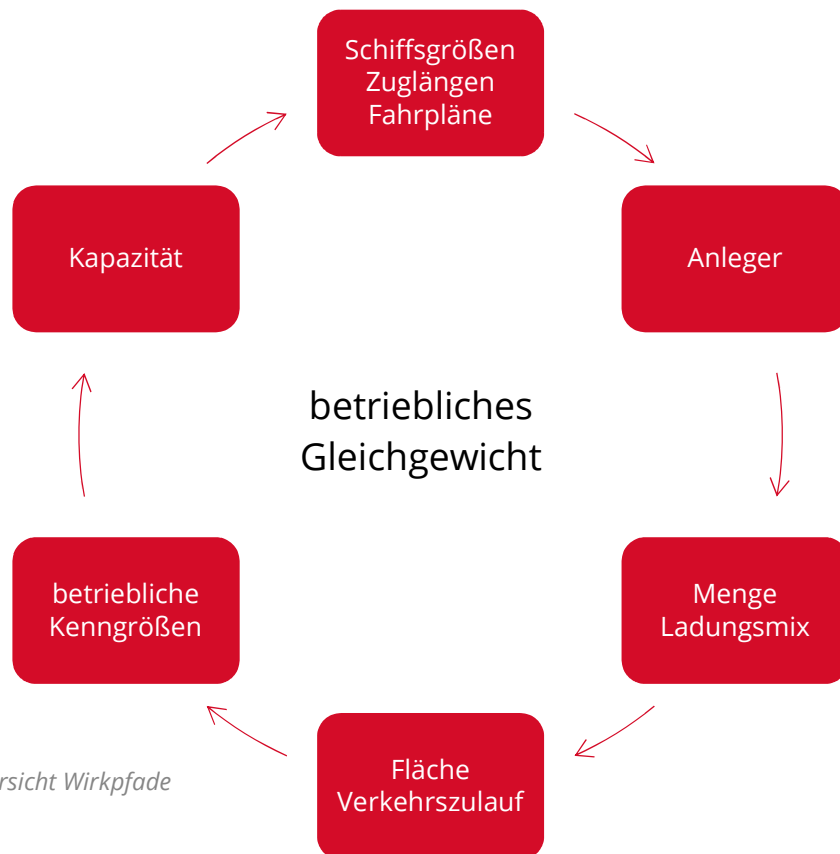 Schiffsgrößen
Zuglängen
Fahrpläne
Kapazität
Anleger
betriebliches
Gleichgewicht
betriebliche
Kenngrößen
Menge
Ladungsmix
Fläche
Verkehrszulauf
rsicht Wirkpfade